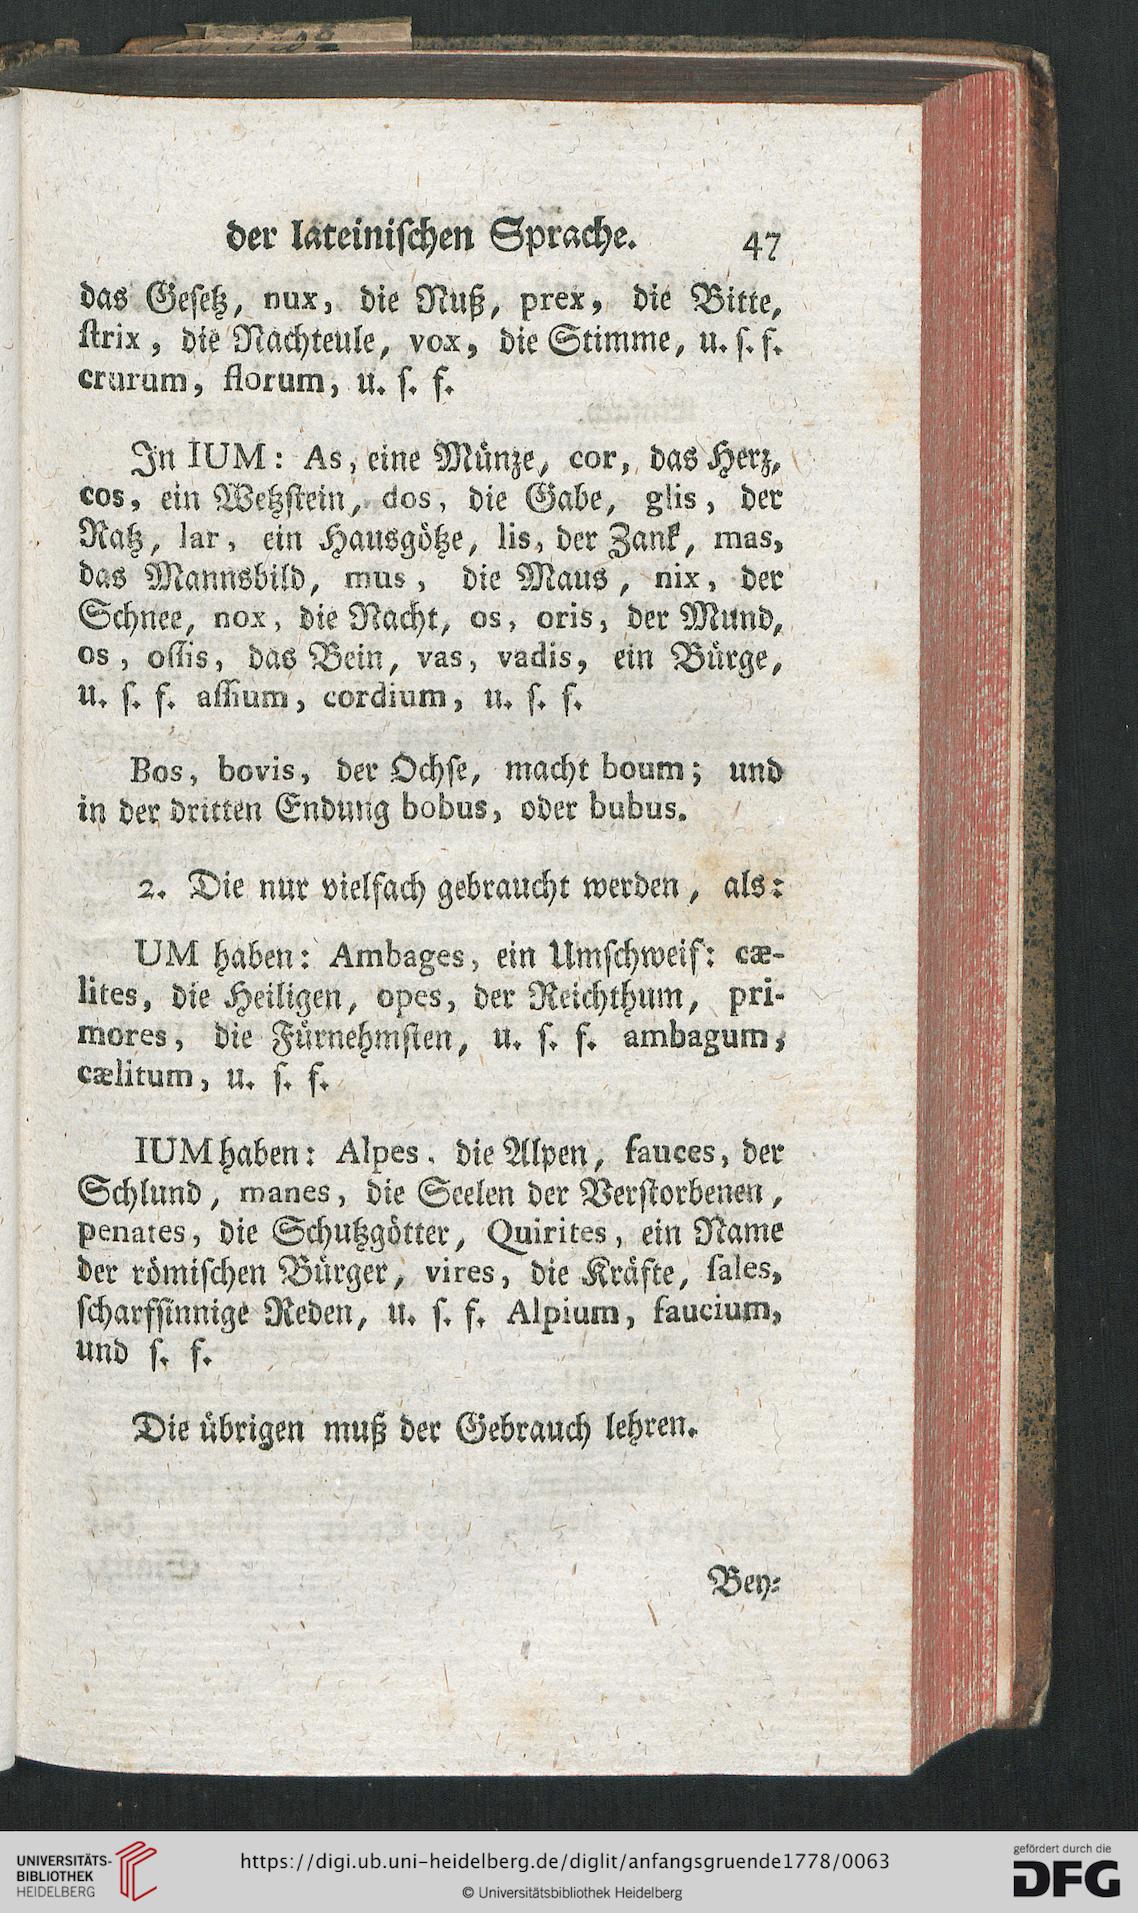 der lateinischen Sprache. 47
das Gesetz, nux, die Nuß, prex, die Bitte,
strix, die Nachteule, vox, die Stimme, u. s. f.
crurum, florum, u. s. f.
In IUM: As, eine Münze, cor, das Herz,
cos, ein Wetzstein, dos, die Gabe, glis, der
Ratz, lar, ein Hausgötze, lis, der Zank, mas,
das Mannsbild, mus, die Maus, nix, der
Schnee, nox, die Nacht, os, oris, der Mund,
os, ossis, das Bein, vas, vadis, ein Bürge,
u. s. f. assium, cordium, u. s. f.
Bos, bovis, der Ochse, macht boum; und
in der dritten Endung bobus, oder bubus.
2. Die nur vielfach gebraucht werden, als:
UM haben: Ambages, ein Umschweif: cæ-
lites, die Heiligen, opes, der Reichthum, pri-
mores, die Fürnehmsten, u. s. f. ambagum,
cælitum, u. s. f.
IUM haben: Alpes, die Alpen, fauces, der
Schlund, manes, die Seelen der Verstorbenen,
penates, die Schutzgötter, Quirites, ein Name
der römischen Bürger, vires, die Kräfte, sales,
scharfsinnige Reden, u. s. f. Alpium, faucium,
und s. f.
Die übrigen muß der Gebrauch lehren.
Bey-
UNIVERSITÄTS-
BIBLIOTHEK
HEIDELBERG
https://digi.ub.uni-heidelberg.de/diglit/anfangsgruende1778/0063
© Universitätsbibliothek Heidelberg
gefördert durch die
DFG